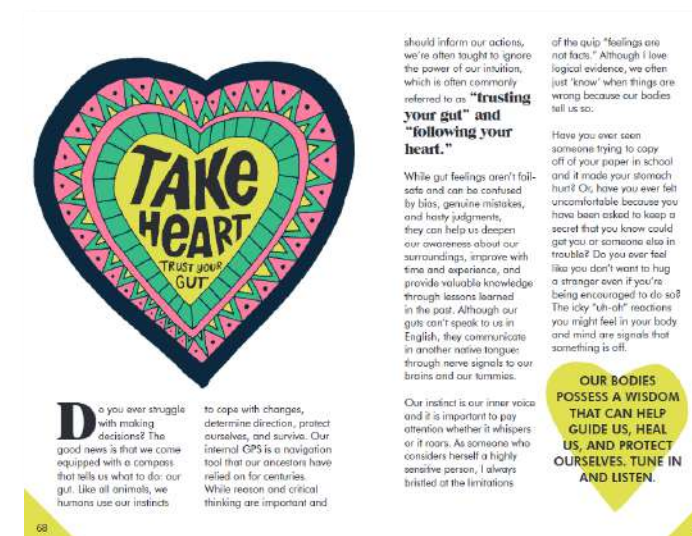 TAKE
HEART
TRUST YOUR
GUT
Do you ever struggle
with making
decisions? The
good news is that we come
equipped with a compass
that tells us what to do: our
gut. Like all animals, we
humans use our instincts
to cope with changes,
determine direction, protect
ourselves, and survive. Our
internal GPS is a navigation
tool that our ancestors have
relied on for centuries.
While reason and critical
thinking are important and
68
should inform our actions,
we're often taught to ignore
the power of our intuition,
which is often commonly
referred to as "trusting
your gut" and
"following your
heart."
While gut feelings aren't fail-
safe and can be confused
by bias, genuine mistakes,
and hasty judgments,
they can help us deepen
our awareness about our
surroundings, improve with
time and experience, and
provide valuable knowledge
through lessons learned
in the past. Although our
guts can't speak to us in
English, they communicate
in another native tongue:
through nerve signals to our
brains and our tummies.
Our instinct is our inner voice
and it is important to pay
attention whether it whispers
or it roars. As someone who
considers herself a highly
sensitive person, I always
bristled at the limitations
of the quip "feelings are
not facts." Although I love
logical evidence, we often
just 'know' when things are
wrong because our bodies
tell us so.
Have you ever seen
someone trying to copy
off of your paper in school
and it made your stomach
hurt? Or, have you ever felt
uncomfortable because you
have been asked to keep a
secret that you know could
get you or someone else in
trouble? Do you ever feel
like you don't want to hug
a stranger even if you're
being encouraged to do so?
The icky "uh-oh" reactions
you might feel in your body
and mind are signals that
something is off.
OUR BODIES
POSSESS A WISDOM
THAT CAN HELP
GUIDE US, HEAL
US, AND PROTECT
OURSELVES. TUNE IN
AND LISTEN.